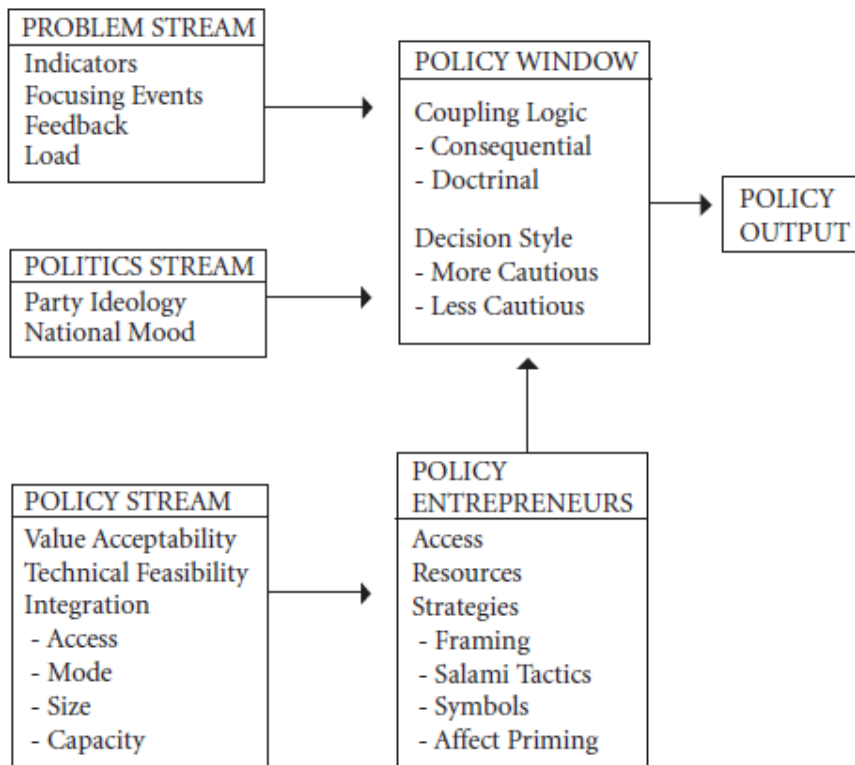 PROBLEM STREAM
Indicators
Focusing Events
Feedback
Load
POLITICS STREAM
Party Ideology
National Mood
POLICY STREAM
Value Acceptability
Technical Feasibility
Integration
- Access
- Mode
- Size
- Capacity
POLICY WINDOW
Coupling Logic
- Consequential
- Doctrinal
Decision Style
- More Cautious
- Less Cautious
POLICY
ENTREPRENEURS
Access
Resources
Strategies
- Framing
- Salami Tactics
- Symbols
- Affect Priming
POLICY
OUTPUT